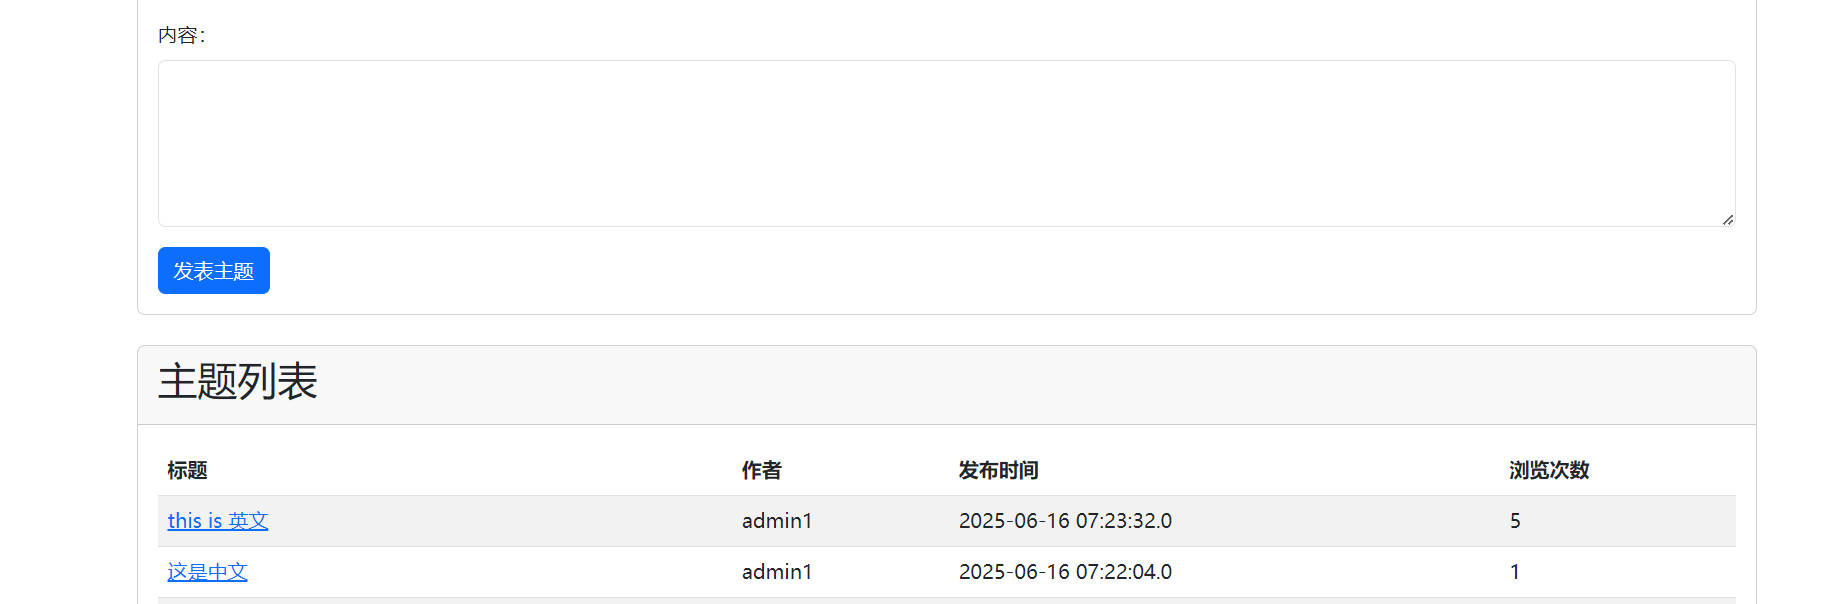 内容：
发表主题
主题列表
标题 作者 发布时间 浏览次数
this is 英文 admin1 2025-06-16 07:23:32.0 5
这是中文 admin1 2025-06-16 07:22:04.0 1